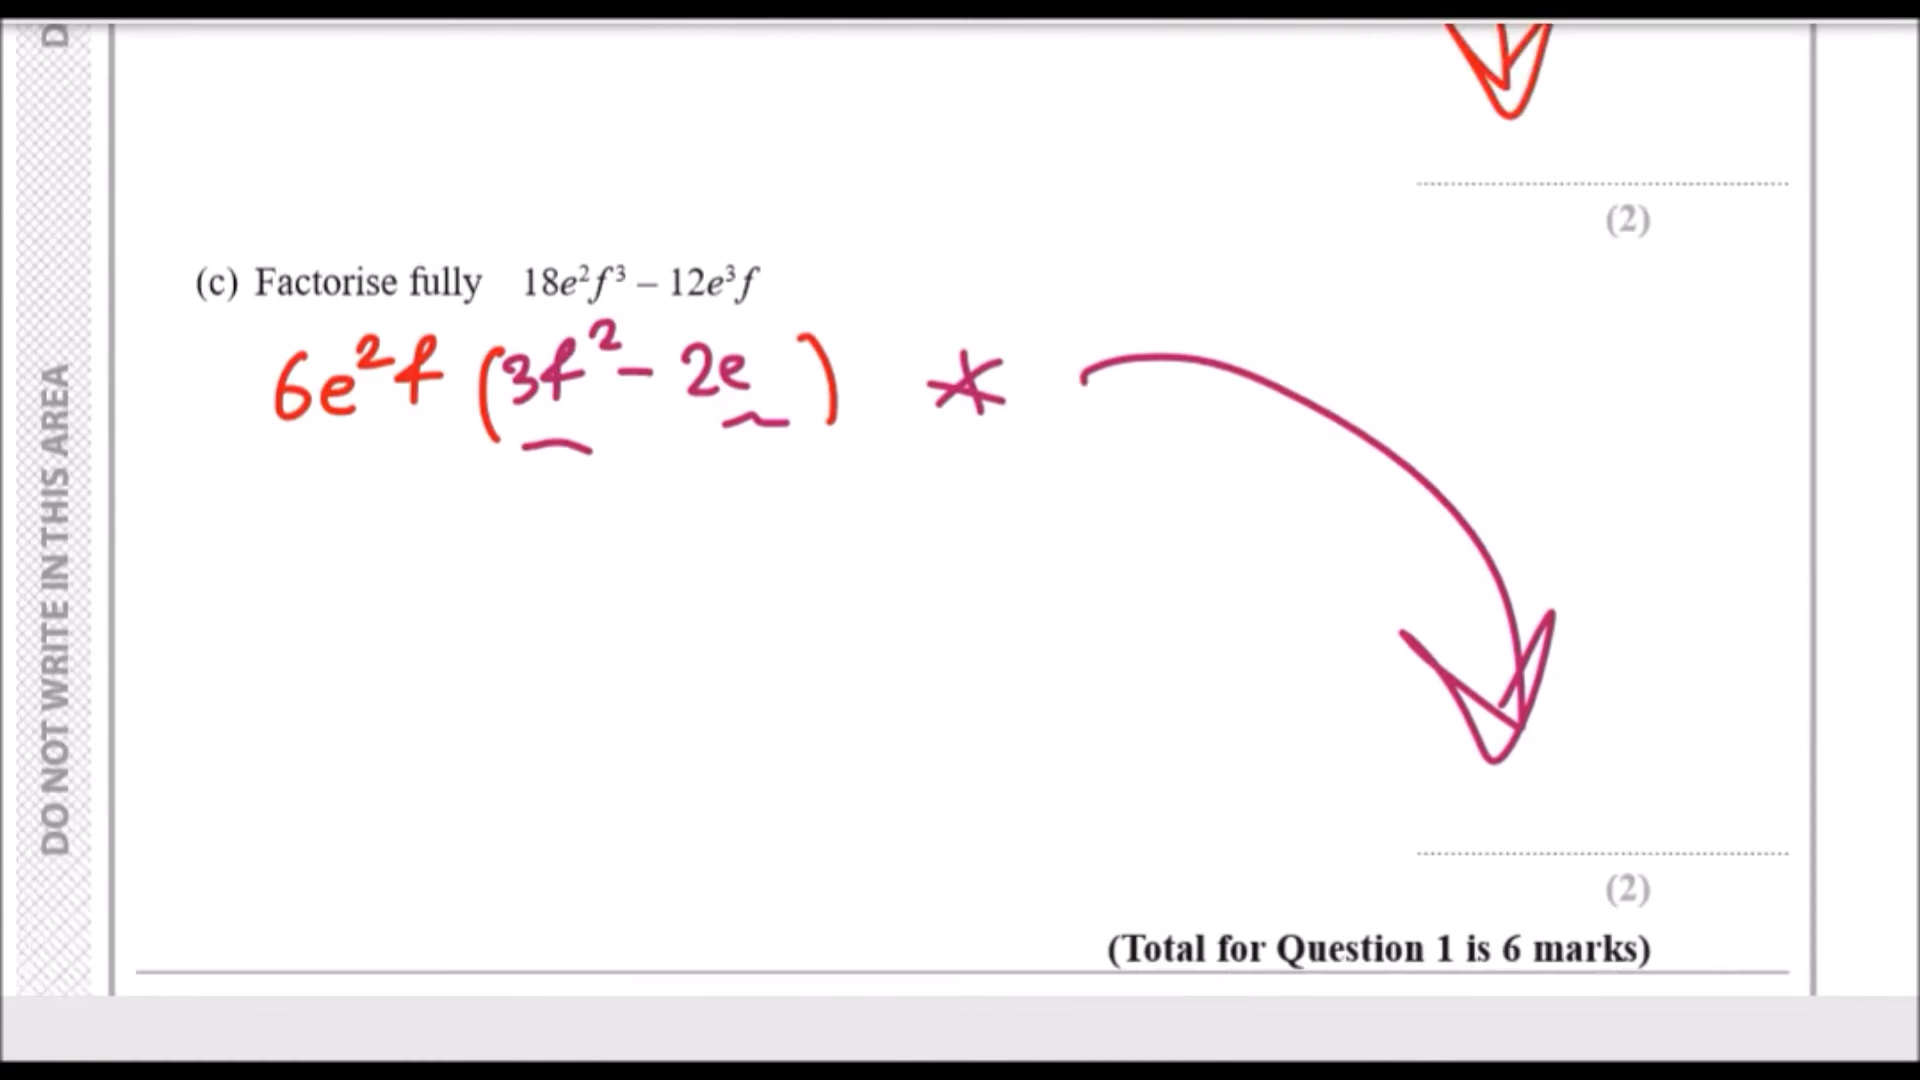 D
DO NOT WRITE IN THIS AREA
(2)
(c) Factorise fully 18e²f³ – 12e³f
6e²f (3f² - 2e )
(2)
(Total for Question 1 is 6 marks)